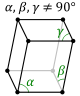 α, β, γ ≠ 90°
γ
β
α